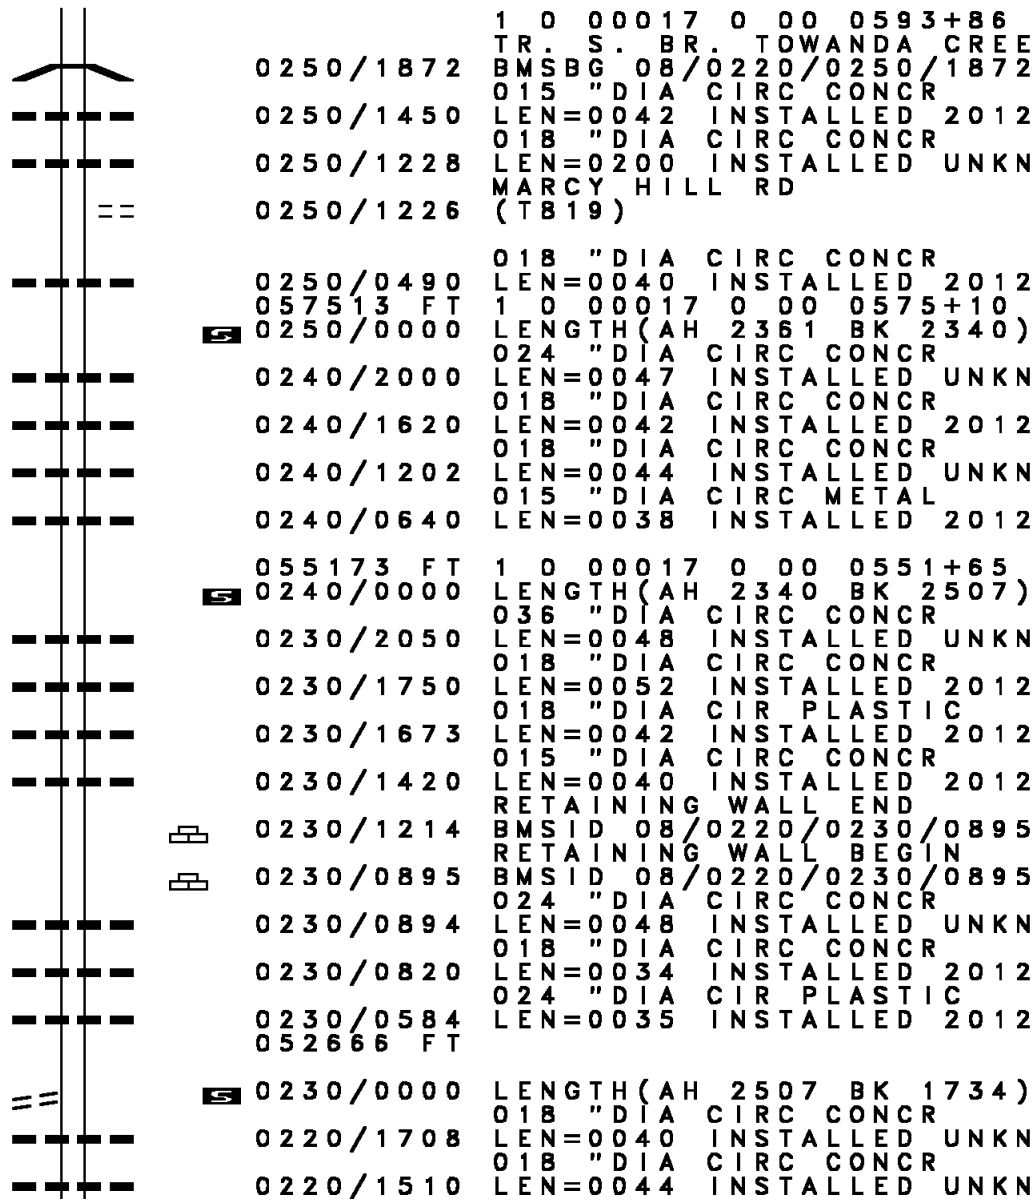 1 0 00017 0 00 0593+86
TR. S. BR. TOWANDA CREE
0250/1872 BMSBG 08/0220/0250/1872
015 "DIA CIRC CONCR
0250/1450 LEN=0042 INSTALLED 2012
018 "DIA CIRC CONCR
0250/1228 LEN=0200 INSTALLED UNKN
MARCY HILL RD
0250/1226 (T819)
018 "DIA CIRC CONCR
0250/0490 LEN=0040 INSTALLED 2012
057513 FT 1 0 00017 0 00 0575+10
S 0250/0000 LENGTH(AH 2361 BK 2340)
024 "DIA CIRC CONCR
0240/2000 LEN=0047 INSTALLED UNKN
018 "DIA CIRC CONCR
0240/1620 LEN=0042 INSTALLED 2012
018 "DIA CIRC CONCR
0240/1202 LEN=0044 INSTALLED UNKN
015 "DIA CIRC METAL
0240/0640 LEN=0038 INSTALLED 2012
055173 FT 1 0 00017 0 00 0551+65
S 0240/0000 LENGTH(AH 2340 BK 2507)
036 "DIA CIRC CONCR
0230/2050 LEN=0048 INSTALLED UNKN
018 "DIA CIRC CONCR
0230/1750 LEN=0052 INSTALLED 2012
018 "DIA CIR PLASTIC
0230/1673 LEN=0042 INSTALLED 2012
015 "DIA CIRC CONCR
0230/1420 LEN=0040 INSTALLED 2012
RETAINING WALL END
0230/1214 BMSID 08/0220/0230/0895
RETAINING WALL BEGIN
0230/0895 BMSID 08/0220/0230/0895
024 "DIA CIRC CONCR
0230/0894 LEN=0048 INSTALLED UNKN
018 "DIA CIRC CONCR
0230/0820 LEN=0034 INSTALLED 2012
024 "DIA CIR PLASTIC
0230/0584 LEN=0035 INSTALLED 2012
052666 FT
S 0230/0000 LENGTH(AH 2507 BK 1734)
018 "DIA CIRC CONCR
0220/1708 LEN=0040 INSTALLED UNKN
018 "DIA CIRC CONCR
0220/1510 LEN=0044 INSTALLED UNKN